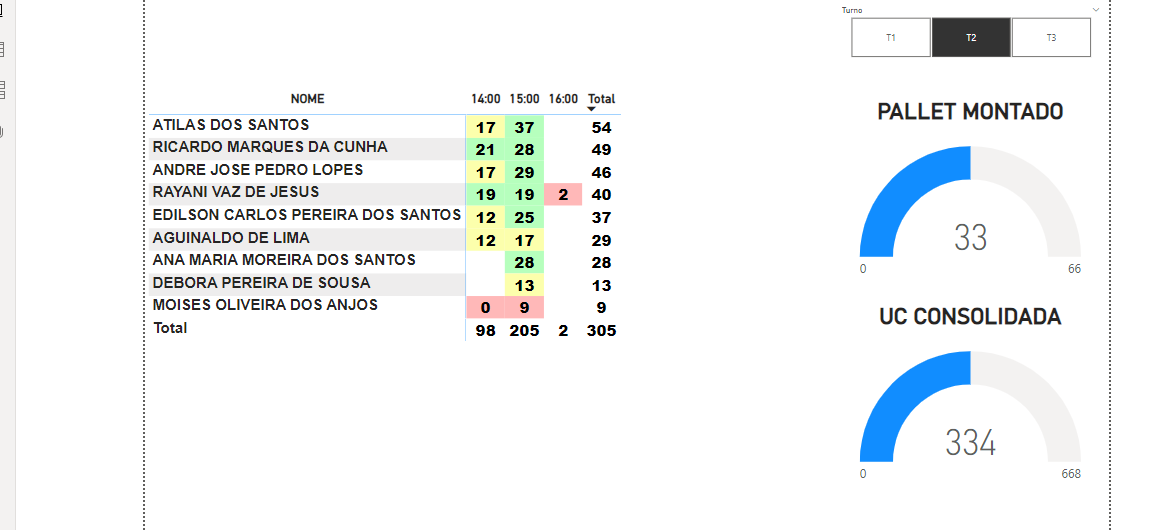 Turno
T1 T2 T3
NOME 14:00 15:00 16:00 Total
ATILAS DOS SANTOS 17 37 54
RICARDO MARQUES DA CUNHA 21 28 49
ANDRE JOSE PEDRO LOPES 17 29 46
RAYANI VAZ DE JESUS 19 19 2 40
EDILSON CARLOS PEREIRA DOS SANTOS 12 25 37
AGUINALDO DE LIMA 12 17 29
ANA MARIA MOREIRA DOS SANTOS 28 28
DEBORA PEREIRA DE SOUSA 13 13
MOISES OLIVEIRA DOS ANJOS 0 9 9
Total 98 205 2 305
PALLET MONTADO
33
0 66
UC CONSOLIDADA
334
0 668